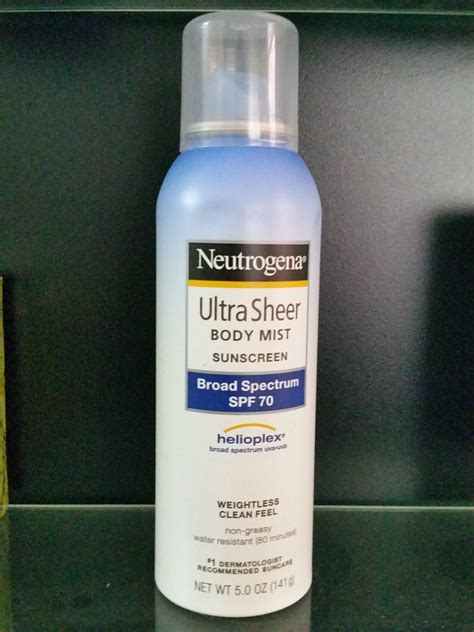 Neutrogena®
Ultra Sheer
BODY MIST
SUNSCREEN
Broad Spectrum
SPF 70
helioplex®
broad spectrum uva•uvb
WEIGHTLESS
CLEAN FEEL
non-greasy
water resistant (80 minutes)
#1 DERMATOLOGIST
RECOMMENDED SUNCARE
NET WT 5.0 OZ (141g)